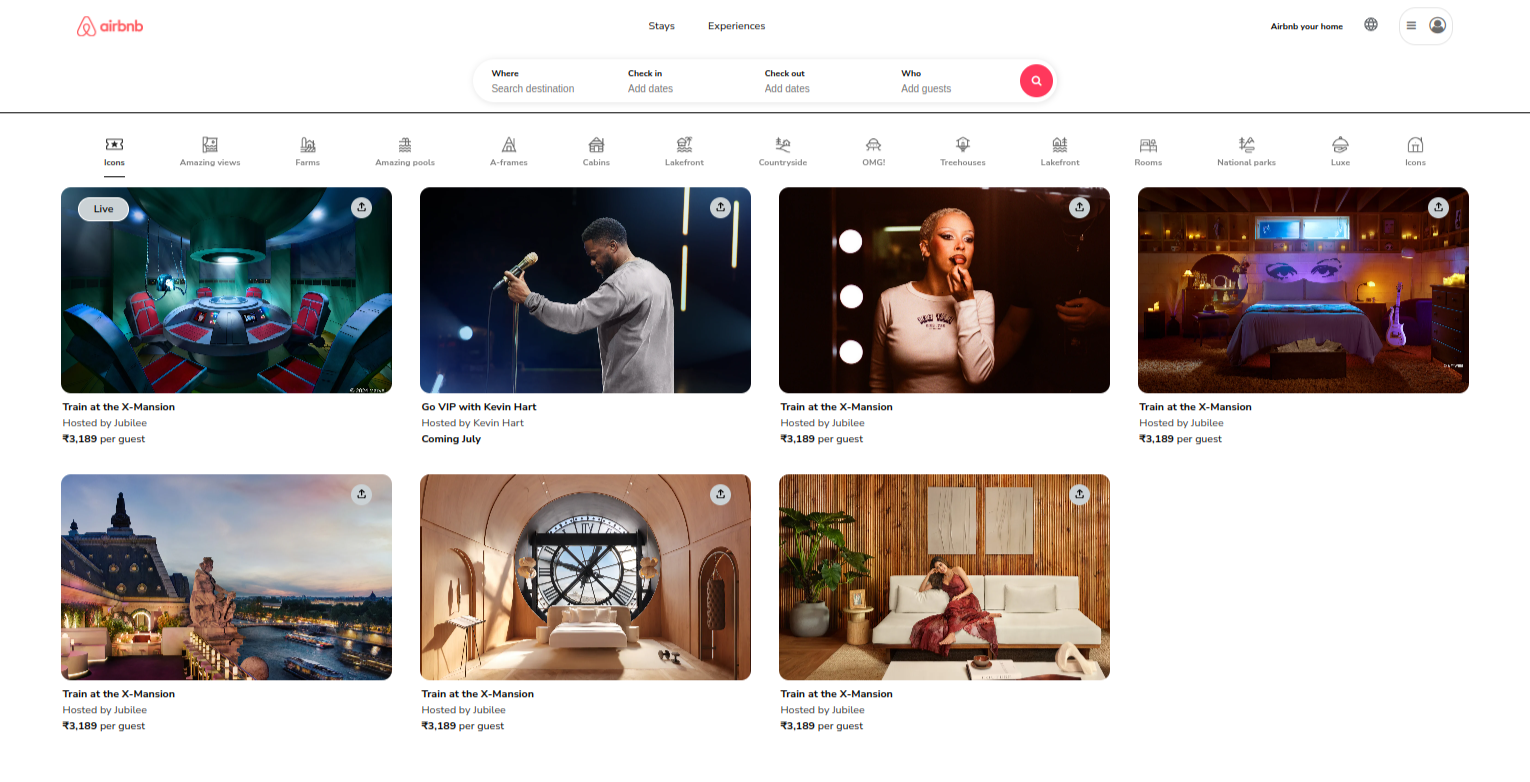 airbnb
Stays Experiences
Airbnb your home
Where Check in Check out Who
Search destination Add dates Add dates Add guests
Icons Amazing views Farms Amazing pools A-frames Cabins Lakefront Countryside OMG! Treehouses Lakefront Rooms National parks Luxe Icons
Live
Train at the X-Mansion
Hosted by Jubilee
₹3,189 per guest
Go VIP with Kevin Hart
Hosted by Kevin Hart
Coming July
Train at the X-Mansion
Hosted by Jubilee
₹3,189 per guest
Train at the X-Mansion
Hosted by Jubilee
₹3,189 per guest
Train at the X-Mansion
Hosted by Jubilee
₹3,189 per guest
Train at the X-Mansion
Hosted by Jubilee
₹3,189 per guest
Train at the X-Mansion
Hosted by Jubilee
₹3,189 per guest